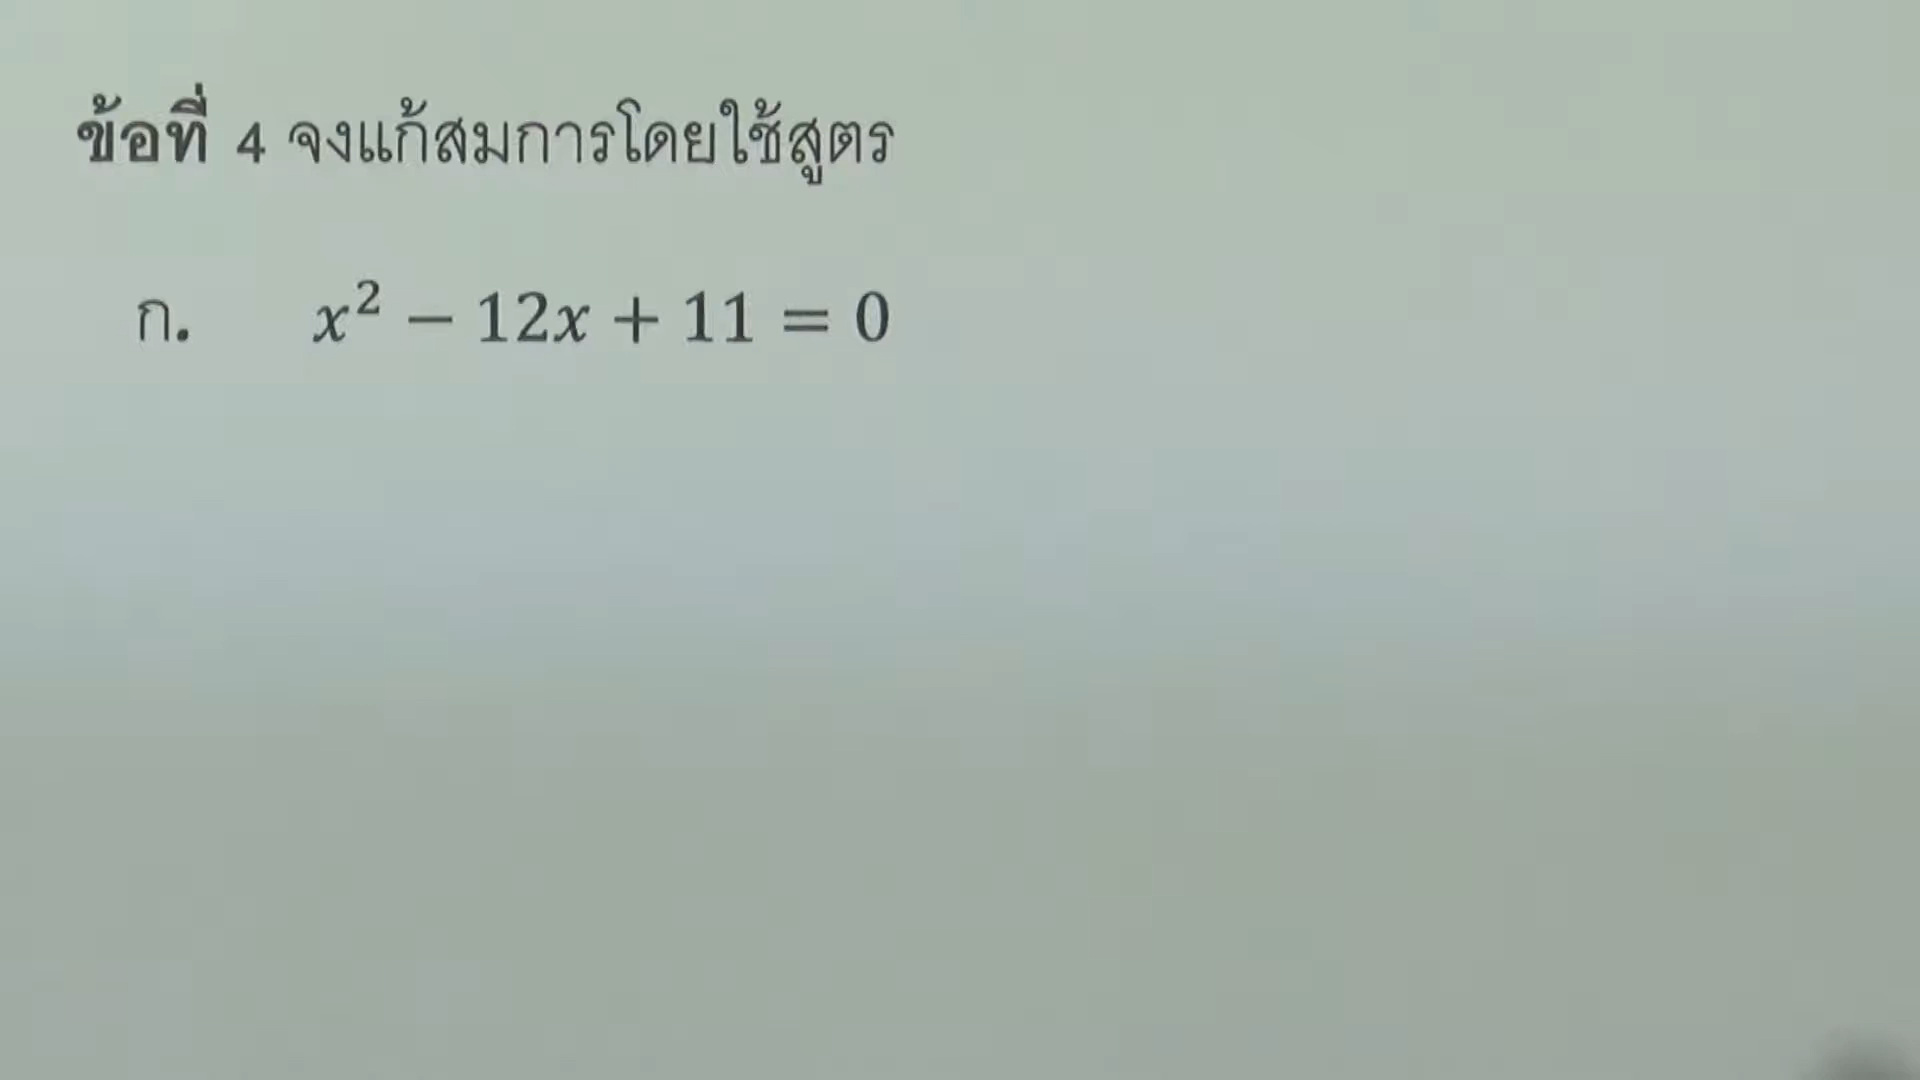 ข้อที่ 4 จงแก้สมการโดยใช้สูตร
ก. x² − 12x + 11 = 0